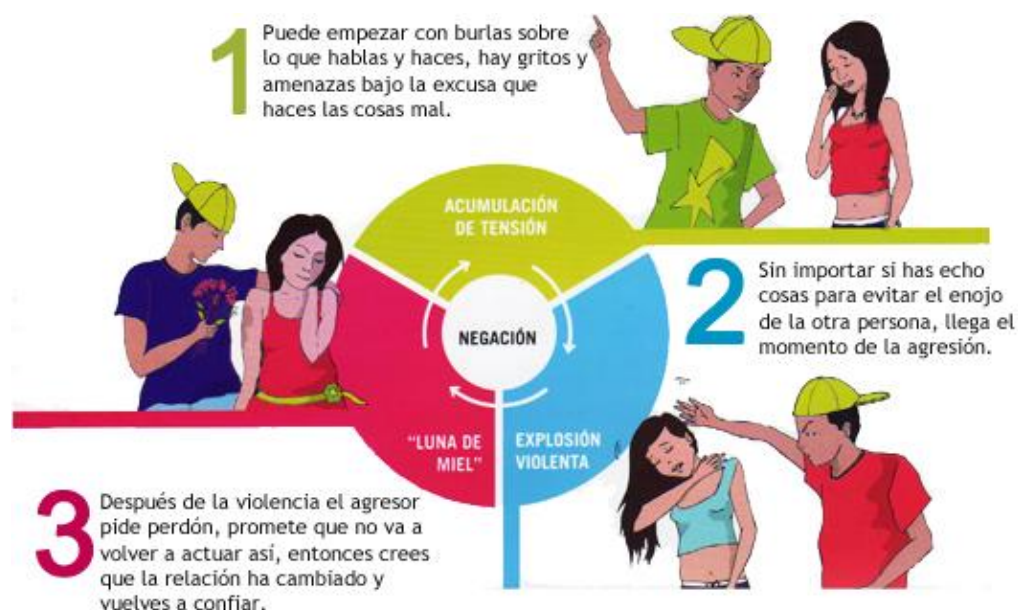 1
Puede empezar con burlas sobre
lo que hablas y haces, hay gritos y
amenazas bajo la excusa que
haces las cosas mal.
ACUMULACIÓN
DE TENSIÓN
2
Sin importar si has echo
cosas para evitar el enojo
de la otra persona, llega el
momento de la agresión.
NEGACIÓN
"LUNA DE
MIEL"
EXPLOSIÓN
VIOLENTA
3
Después de la violencia el agresor
pide perdón, promete que no va a
volver a actuar así, entonces crees
que la relación ha cambiado y
vuelves a confiar.